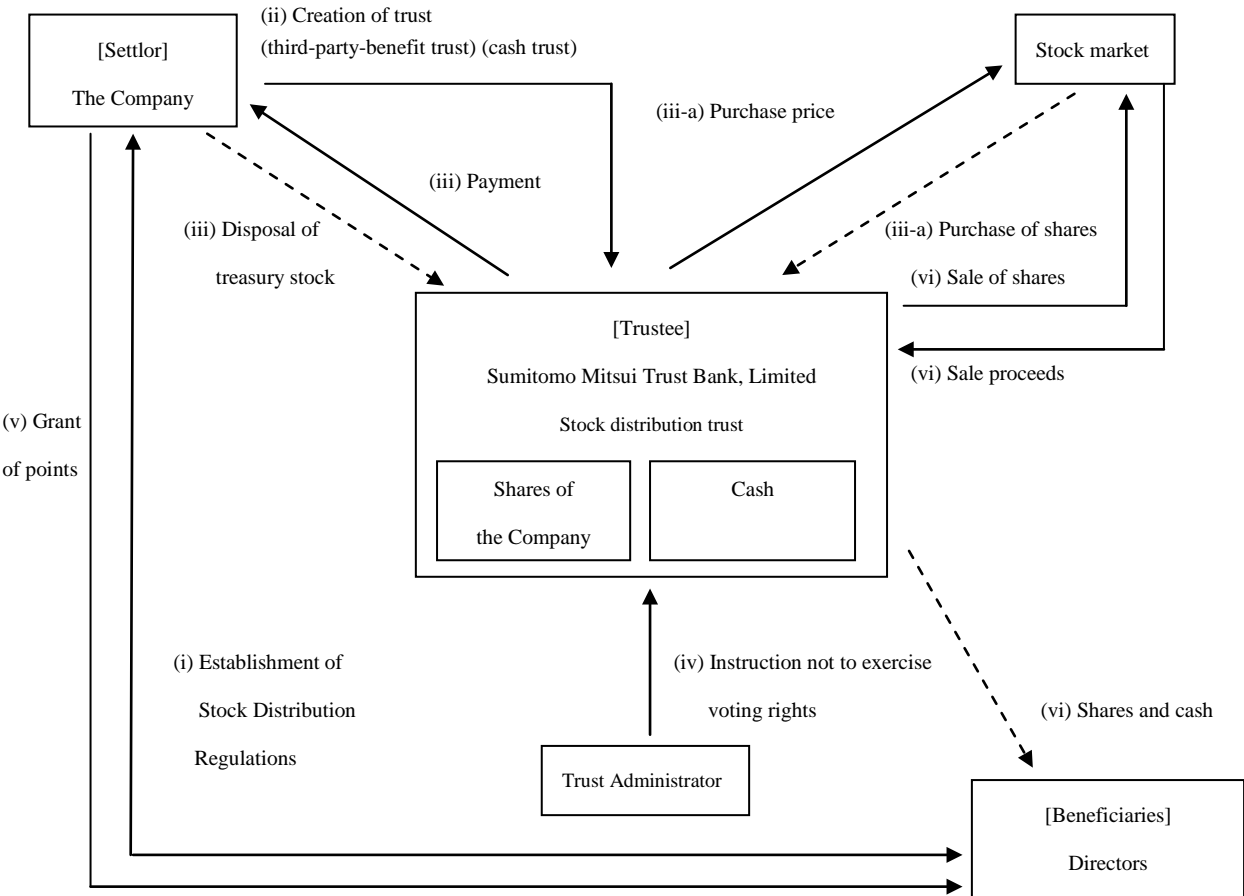 (ii) Creation of trust
(third-party-benefit trust) (cash trust)
[Settlor]
The Company
Stock market
(iii-a) Purchase price
(iii) Payment
(iii) Disposal of
treasury stock
(iii-a) Purchase of shares
(vi) Sale of shares
[Trustee]
Sumitomo Mitsui Trust Bank, Limited
Stock distribution trust
(vi) Sale proceeds
(v) Grant
of points
Shares of
the Company
Cash
(i) Establishment of
Stock Distribution
Regulations
(iv) Instruction not to exercise
voting rights
(vi) Shares and cash
Trust Administrator
[Beneficiaries]
Directors